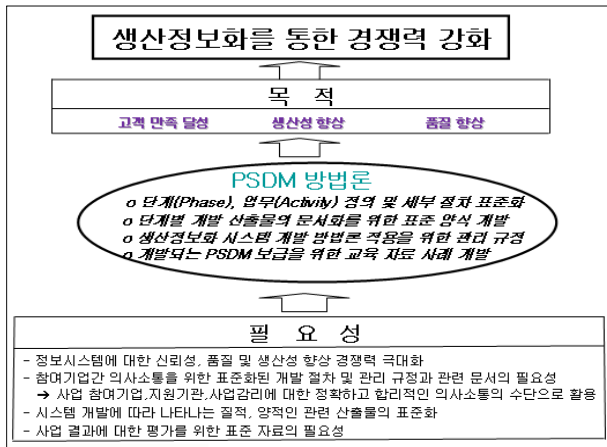 생산정보화를 통한 경쟁력 강화
목 적
고객 만족 달성 생산성 향상 품질 향상
PSDM 방법론
o 단계(Phase), 업무(Activity) 정의 및 세부 절차 표준화
o 단계별 개발 산출물의 문서화를 위한 표준 양식 개발
o 생산정보화 시스템 개발 방법론 적용을 위한 관리 규정
o 개발되는 PSDM 보급을 위한 교육 자료 사례 개발
필 요 성
- 정보시스템에 대한 신뢰성, 품질 및 생산성 향상 경쟁력 극대화
- 참여기업간 의사소통을 위한 표준화된 개발 절차 및 관리 규정과 관련 문서의 필요성
→ 사업 참여기업,지원기관,사업감리에 대한 정확하고 합리적인 의사소통의 수단으로 활용
- 시스템 개발에 따라 나타나는 질적, 양적인 관련 산출물의 표준화
- 사업 결과에 대한 평가를 위한 표준 자료의 필요성